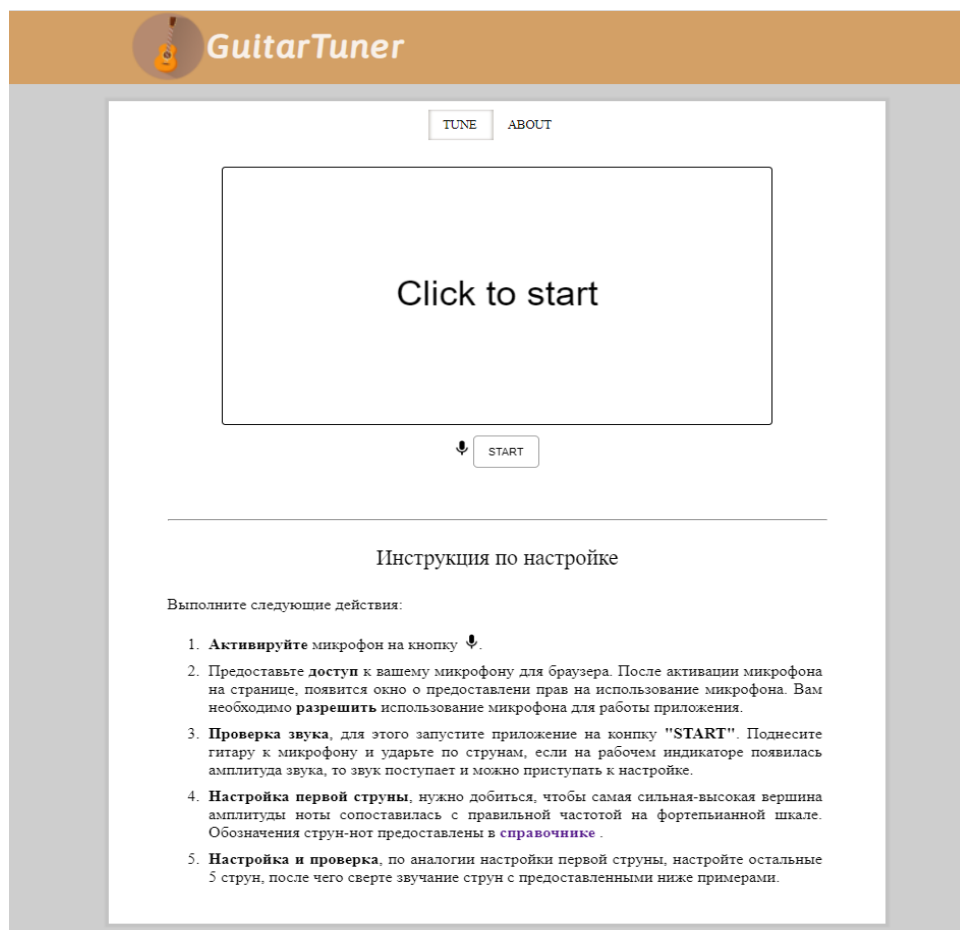 GuitarTuner
TUNE ABOUT
Click to start
START
Инструкция по настройке
Выполните следующие действия:
1. Активируйте микрофон на кнопку .
2. Предоставьте доступ к вашему микрофону для браузера. После активации микрофона
на странице, появится окно о предоставлени прав на использование микрофона. Вам
необходимо разрешить использование микрофона для работы приложения.
3. Проверка звука, для этого запустите приложение на конпку "START". Поднесите
гитару к микрофону и ударьте по струнам, если на рабочем индикаторе появилась
амплитуда звука, то звук поступает и можно приступать к настройке.
4. Настройка первой струны, нужно добиться, чтобы самая сильная-высокая вершина
амплитуды ноты сопоставилась с правильной частотой на фортепьианной шкале.
Обозначения струн-нот предоставлены в справочнике .
5. Настройка и проверка, по аналогии настройки первой струны, настройте остальные
5 струн, после чего сверте звучание струн с предоставленными ниже примерами.